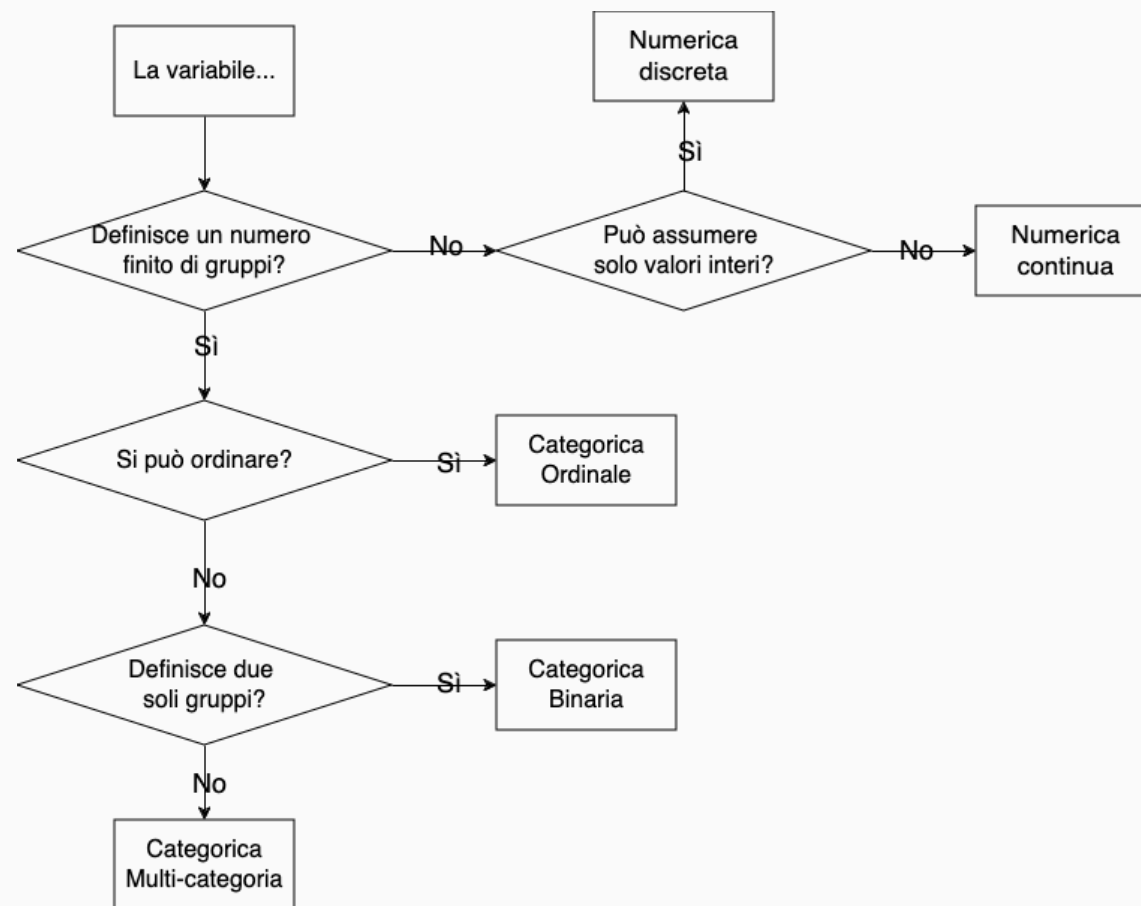 La variabile...
Numerica
discreta
Sì
Definisce un numero
finito di gruppi?
No
Può assumere
solo valori interi?
No
Numerica
continua
Sì
Si può ordinare?
Sì
Categorica
Ordinale
No
Definisce due
soli gruppi?
Sì
Categorica
Binaria
No
Categorica
Multi-categoria